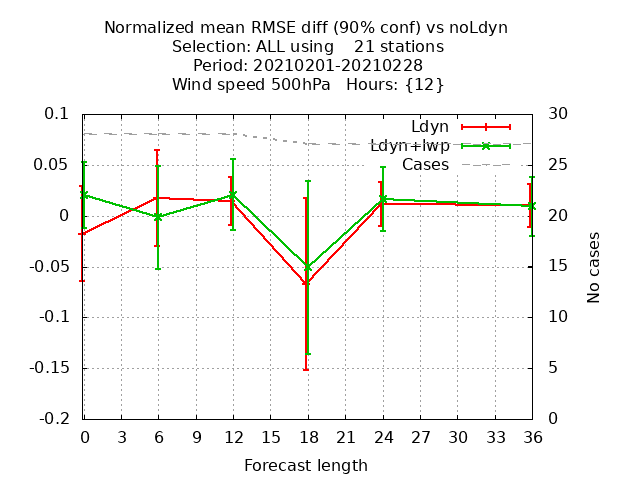 Normalized mean RMSE diff (90% conf) vs noLdyn
Selection: ALL using    21 stations
Period: 20210201-20210228
Wind speed 500hPa   Hours: {12}
0.1
0.05
0
-0.05
-0.1
-0.15
-0.2
30
25
20
15
10
5
0
No cases
Ldyn
Ldyn+lwp
Cases
0 3 6 9 12 15 18 21 24 27 30 33 36
Forecast length